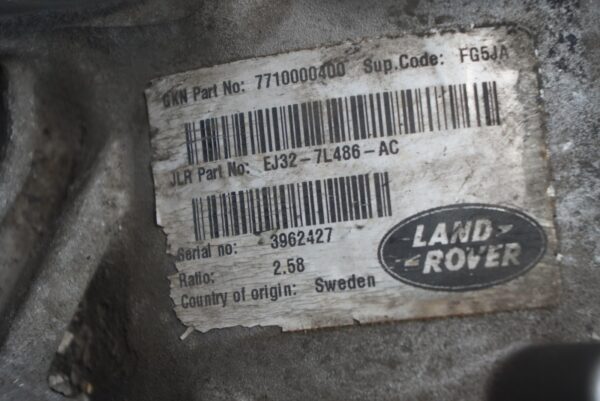 GKN Part No: 7710000400 Sup.Code: FG5JA
JLR Part No: EJ32-7L486-AC
Serial no: 3962427
Ratio: 2.58
Country of origin: Sweden
LAND
ROVER